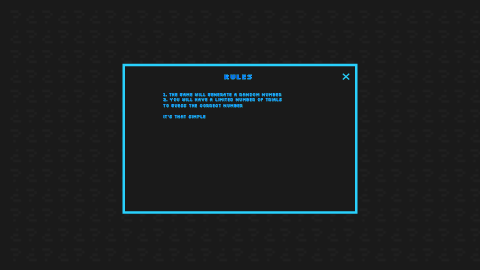 RULES
1. THE GAME WILL GENERATE A RANDOM NUMBER
2. YOU WILL HAVE A LIMITED NUMBER OF TRIALS
TO GUESS THE CORRECT NUMBER
IT'S THAT SIMPLE